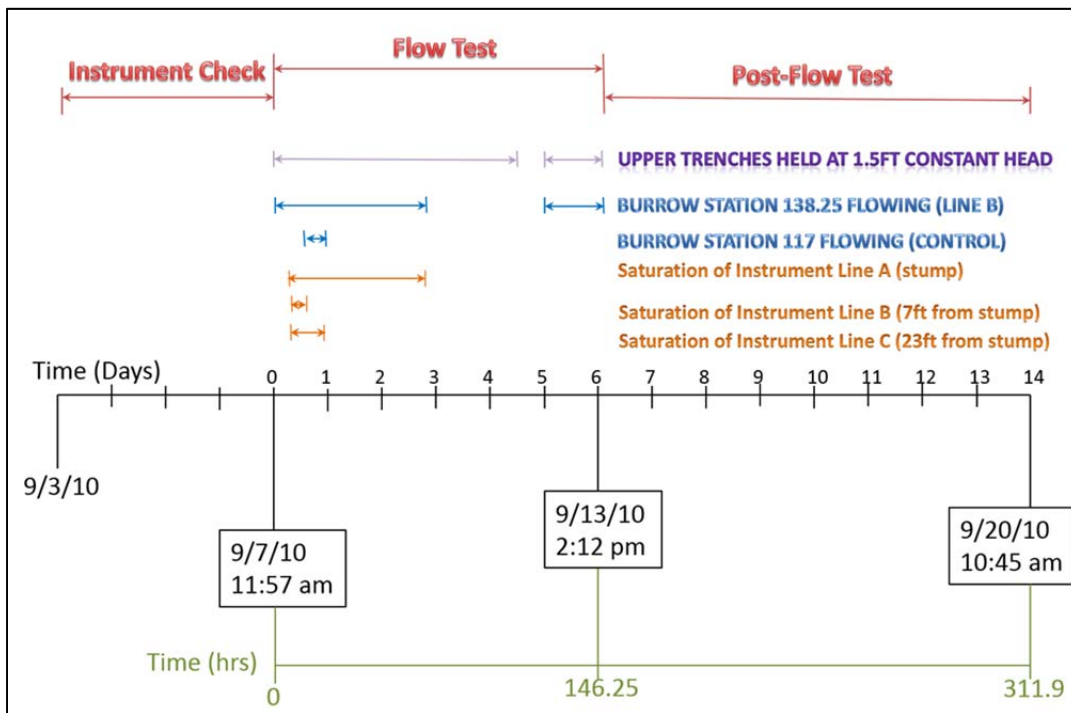 Flow Test
Instrument Check
Post-Flow Test
UPPER TRENCHES HELD AT 1.5FT CONSTANT HEAD
BURROW STATION 138.25 FLOWING (LINE B)
BURROW STATION 117 FLOWING (CONTROL)
Saturation of Instrument Line A (stump)
Saturation of Instrument Line B (7ft from stump)
Saturation of Instrument Line C (23ft from stump)
Time (Days) 0 1 2 3 4 5 6 7 8 9 10 11 12 13 14
9/3/10
9/7/10
11:57 am
9/13/10
2:12 pm
9/20/10
10:45 am
Time (hrs)
0 146.25 311.9